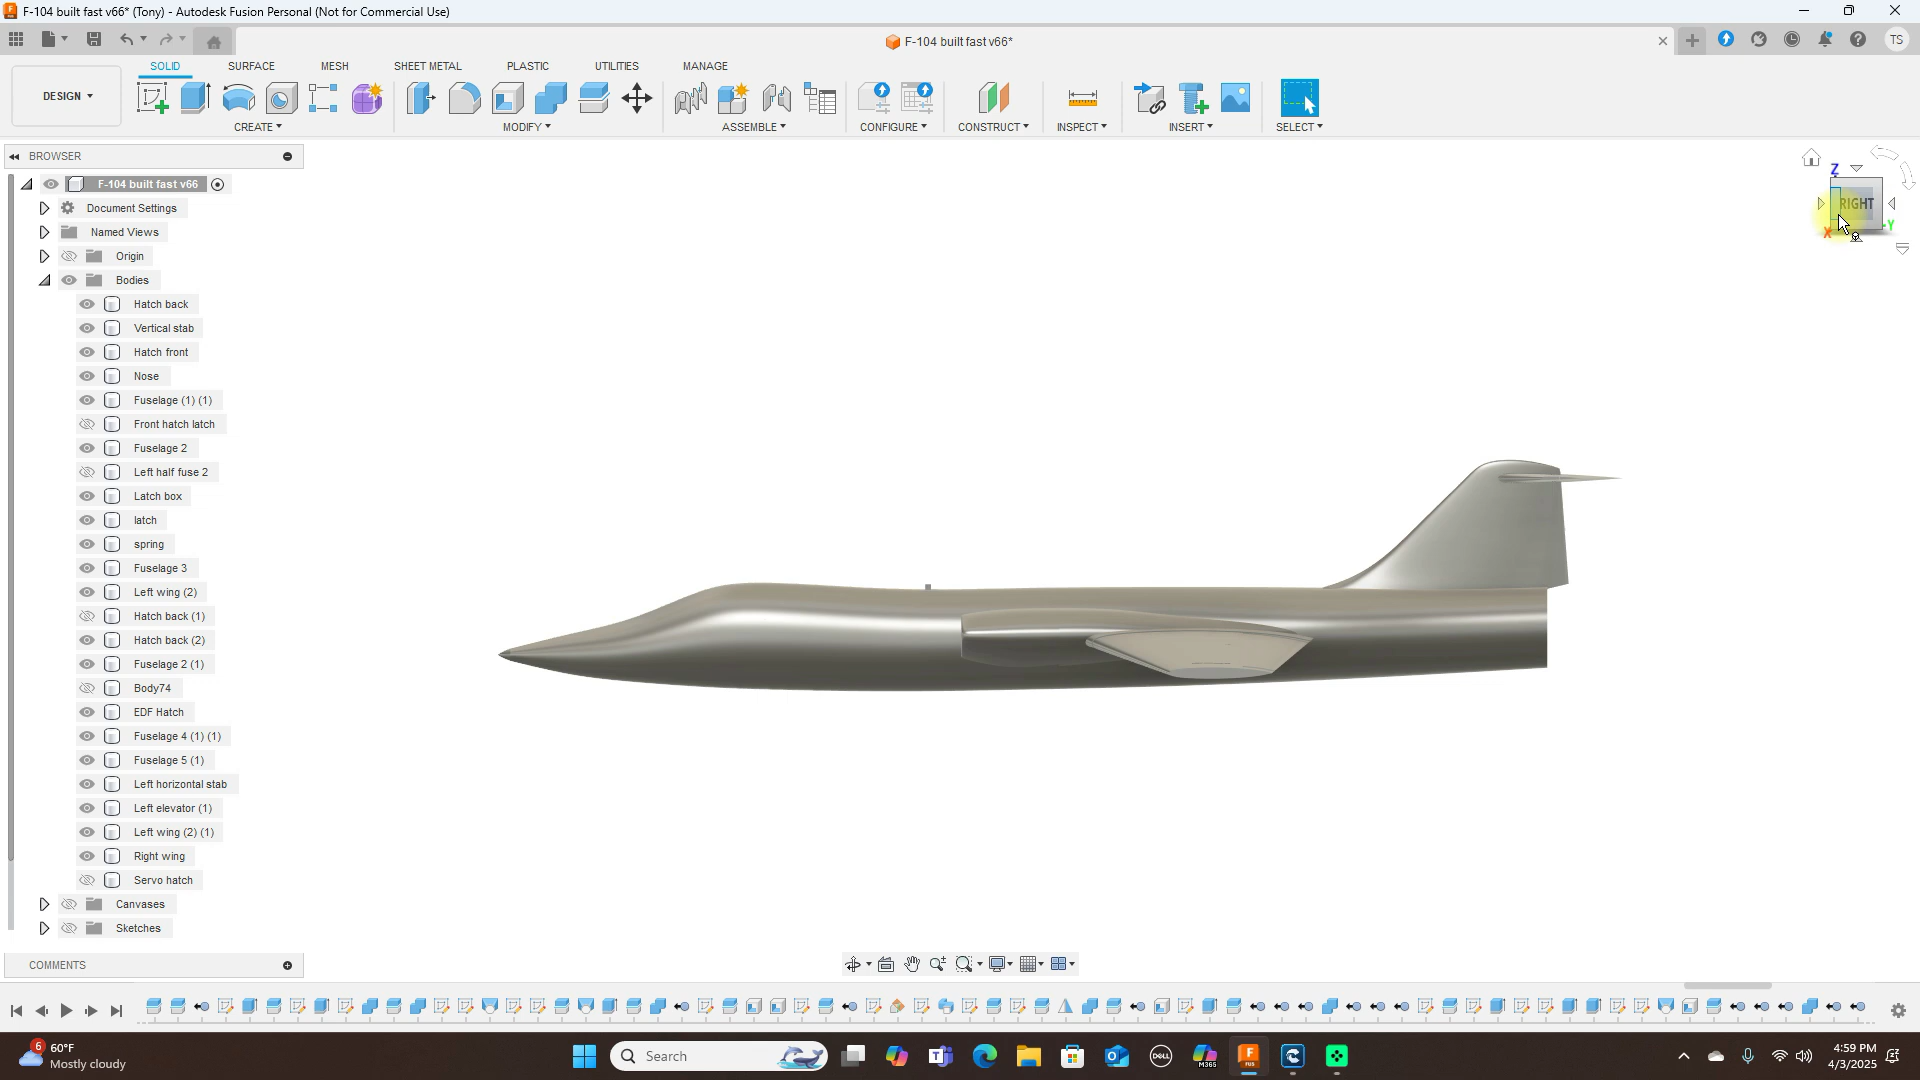 F-104 built fast v66* (Tony) - Autodesk Fusion Personal (Not for Commercial Use)
F-104 built fast v66*
TS
DESIGN
SOLID
SURFACE
MESH
SHEET METAL
PLASTIC
UTILITIES
MANAGE
CREATE
MODIFY
ASSEMBLE
CONFIGURE
CONSTRUCT
INSPECT
INSERT
SELECT
BROWSER
F-104 built fast v66
Document Settings
Named Views
Origin
Bodies
Hatch back
Vertical stab
Hatch front
Nose
Fuselage (1) (1)
Front hatch latch
Fuselage 2
Left half fuse 2
Latch box
latch
spring
Fuselage 3
Left wing (2)
Hatch back (1)
Hatch back (2)
Fuselage 2 (1)
Body74
EDF Hatch
Fuselage 4 (1) (1)
Fuselage 5 (1)
Left horizontal stab
Left elevator (1)
Left wing (2) (1)
Right wing
Servo hatch
Canvases
Sketches
Z
RIGHT
X
Y
COMMENTS
6
60°F
Mostly cloudy
Search
DELL
M365
FUS
4:59 PM
4/3/2025